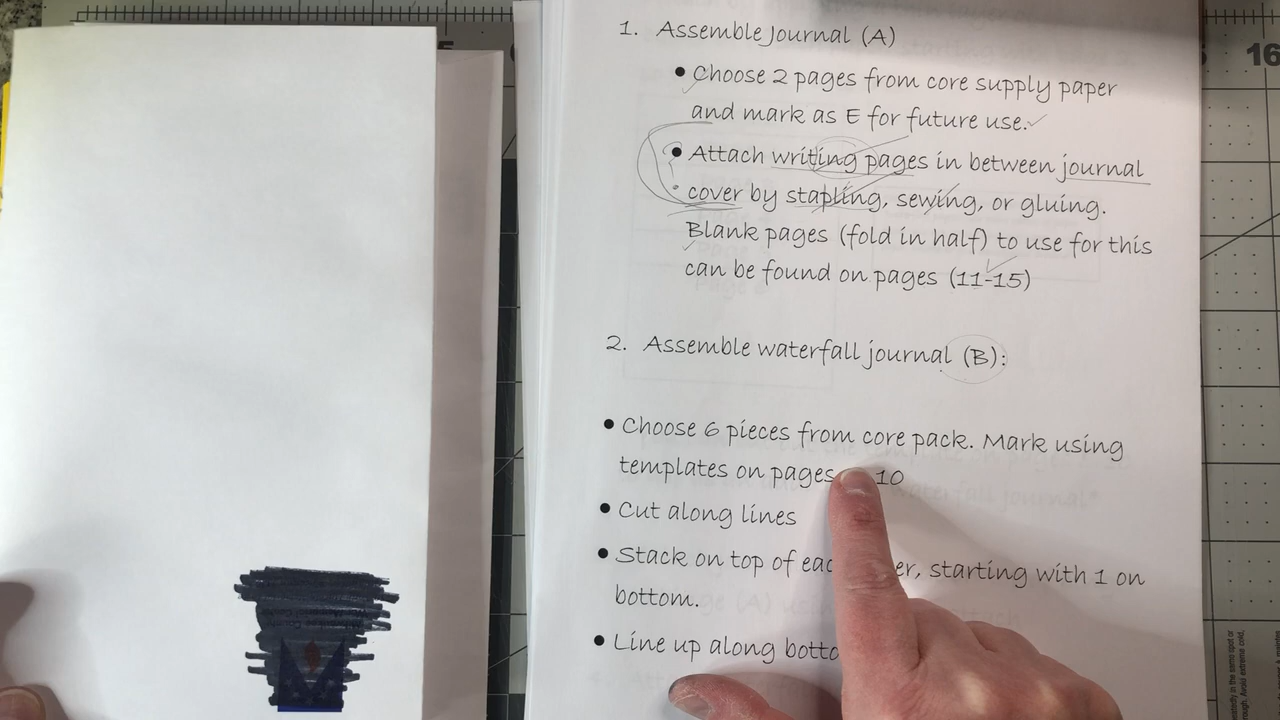 1. Assemble Journal (A)
• Choose 2 pages from core supply paper
and mark as E for future use.
• Attach writing pages in between journal
cover by stapling, sewing, or gluing.
Blank pages (fold in half) to use for this
can be found on pages (11-15)
2. Assemble waterfall journal (B):
• Choose 6 pieces from core pack. Mark using
templates on pages 10
• Cut along lines
• Stack on top of starting with 1 on
bottom.
• Line up along
16